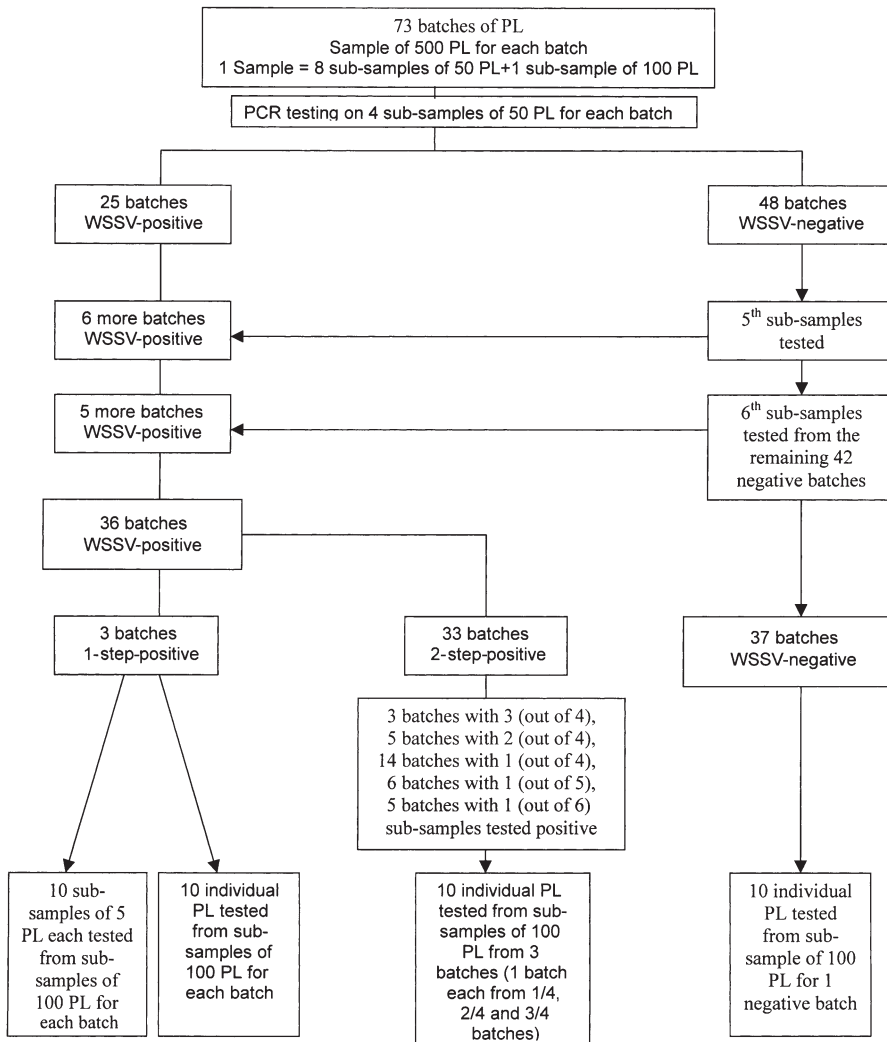 73 batches of PL
Sample of 500 PL for each batch
1 Sample = 8 sub-samples of 50 PL+1 sub-sample of 100 PL
PCR testing on 4 sub-samples of 50 PL for each batch
25 batches
WSSV-positive
48 batches
WSSV-negative
6 more batches
WSSV-positive
5th sub-samples
tested
5 more batches
WSSV-positive
6th sub-samples
tested from the
remaining 42
negative batches
36 batches
WSSV-positive
3 batches
1-step-positive
33 batches
2-step-positive
37 batches
WSSV-negative
3 batches with 3 (out of 4),
5 batches with 2 (out of 4),
14 batches with 1 (out of 4),
6 batches with 1 (out of 5),
5 batches with 1 (out of 6)
sub-samples tested positive
10 sub-
samples of 5
PL each tested
from sub-
samples of
100 PL for
each batch
10 individual
PL tested
from sub-
samples of
100 PL for
each batch
10 individual PL
tested from sub-
samples of 100
PL from 3
batches (1 batch
each from 1/4,
2/4 and 3/4
batches)
10 individual
PL tested
from sub-
sample of 100
PL for 1
negative batch